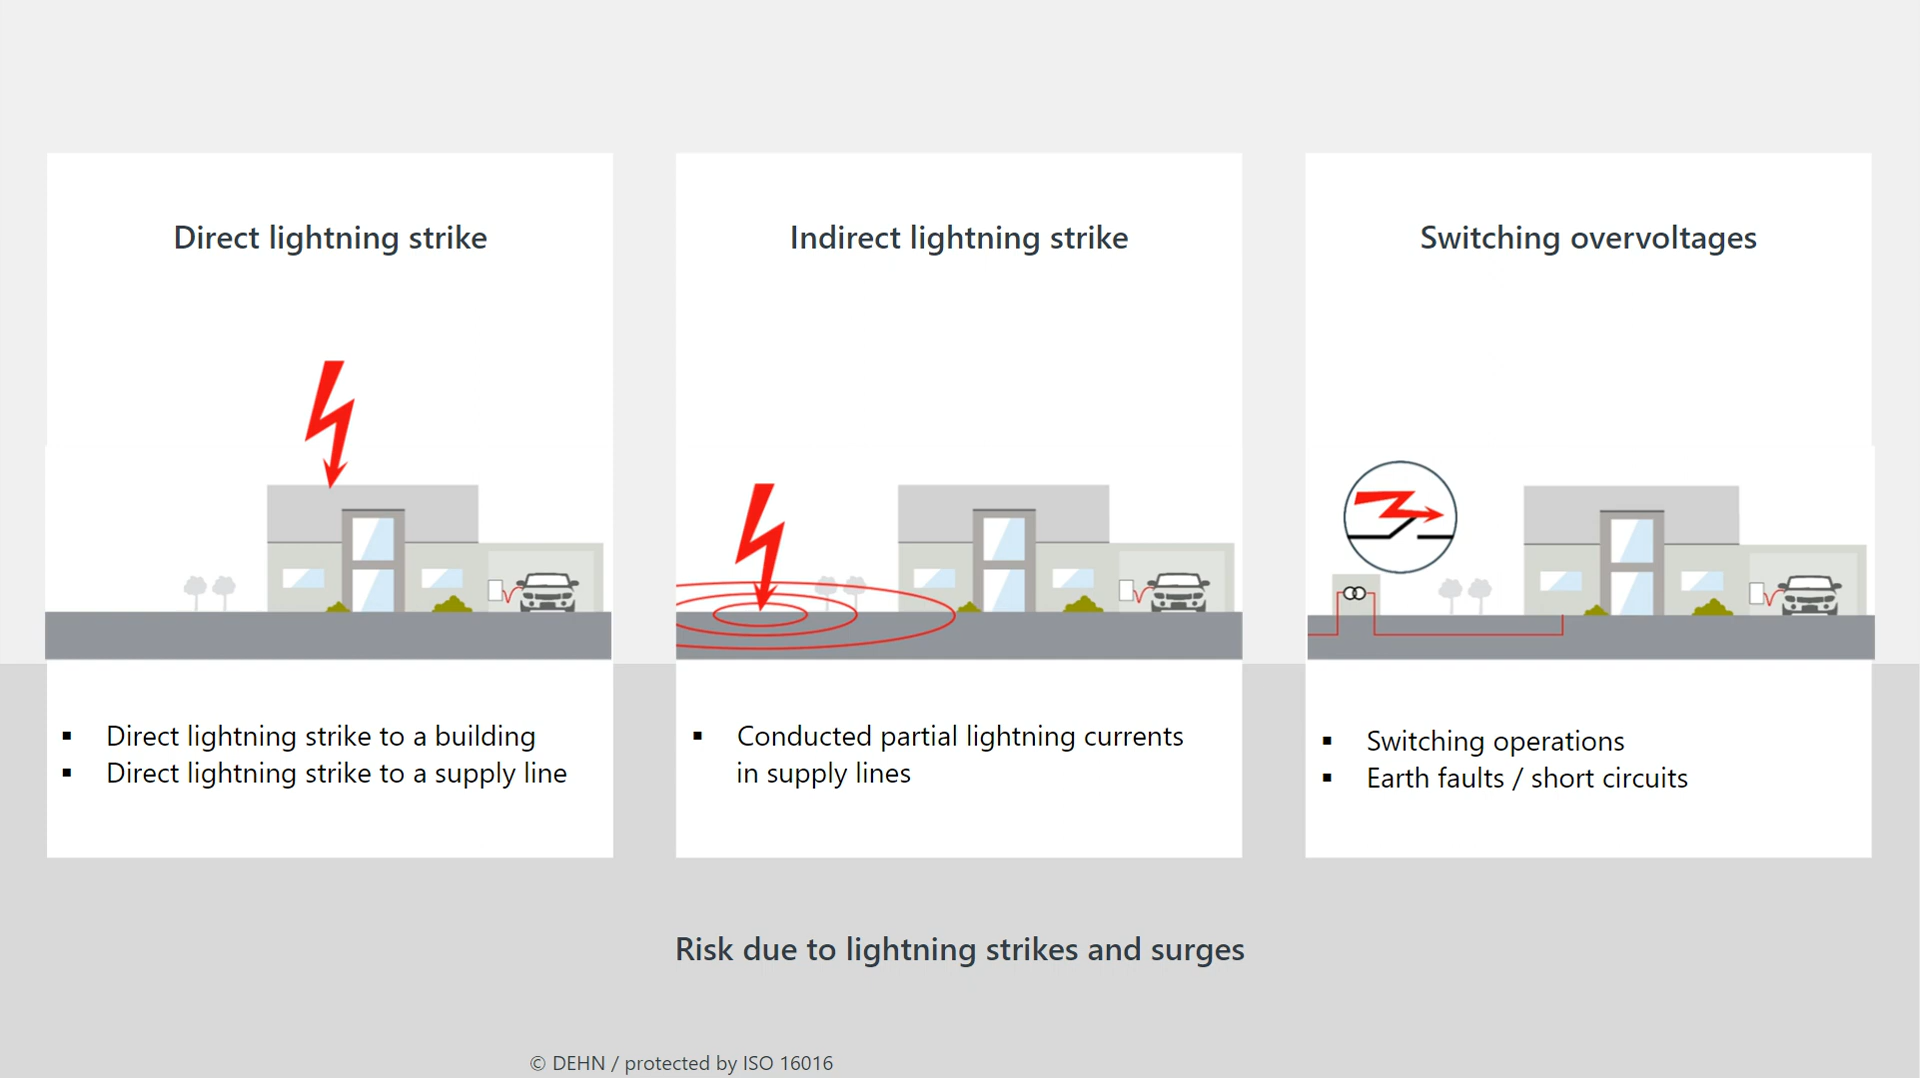 Direct lightning strike
Indirect lightning strike
Switching overvoltages
▪ Direct lightning strike to a building
▪ Direct lightning strike to a supply line
▪ Conducted partial lightning currents
in supply lines
▪ Switching operations
▪ Earth faults / short circuits
Risk due to lightning strikes and surges
© DEHN / protected by ISO 16016